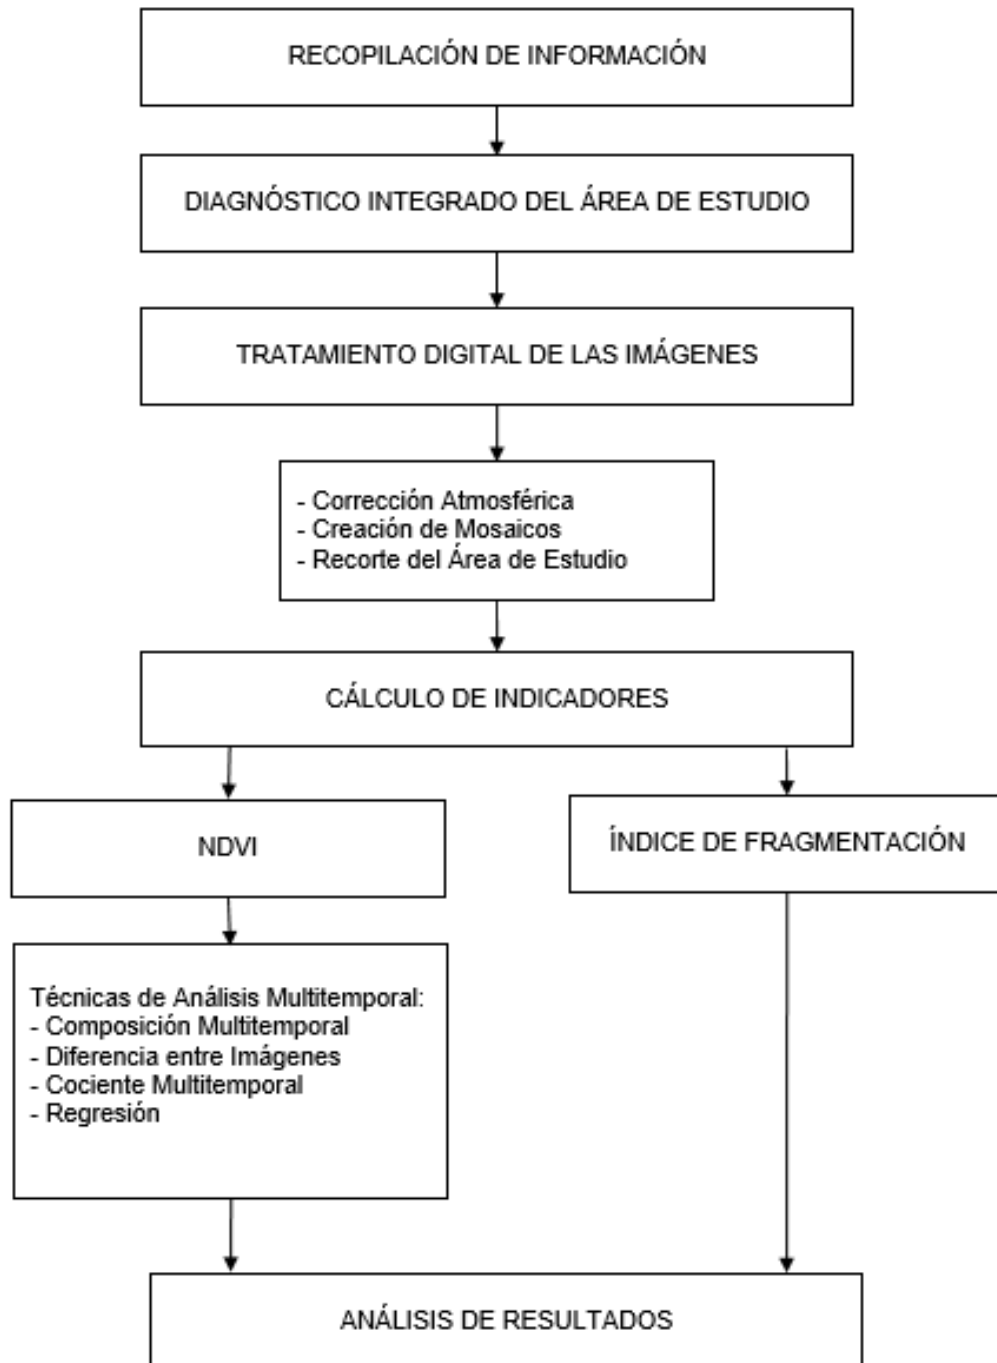 RECOPILACIÓN DE INFORMACIÓN
DIAGNÓSTICO INTEGRADO DEL ÁREA DE ESTUDIO
TRATAMIENTO DIGITAL DE LAS IMÁGENES
- Corrección Atmosférica
- Creación de Mosaicos
- Recorte del Área de Estudio
CÁLCULO DE INDICADORES
NDVI
ÍNDICE DE FRAGMENTACIÓN
Técnicas de Análisis Multitemporal:
- Composición Multitemporal
- Diferencia entre Imágenes
- Cociente Multitemporal
- Regresión
ANÁLISIS DE RESULTADOS